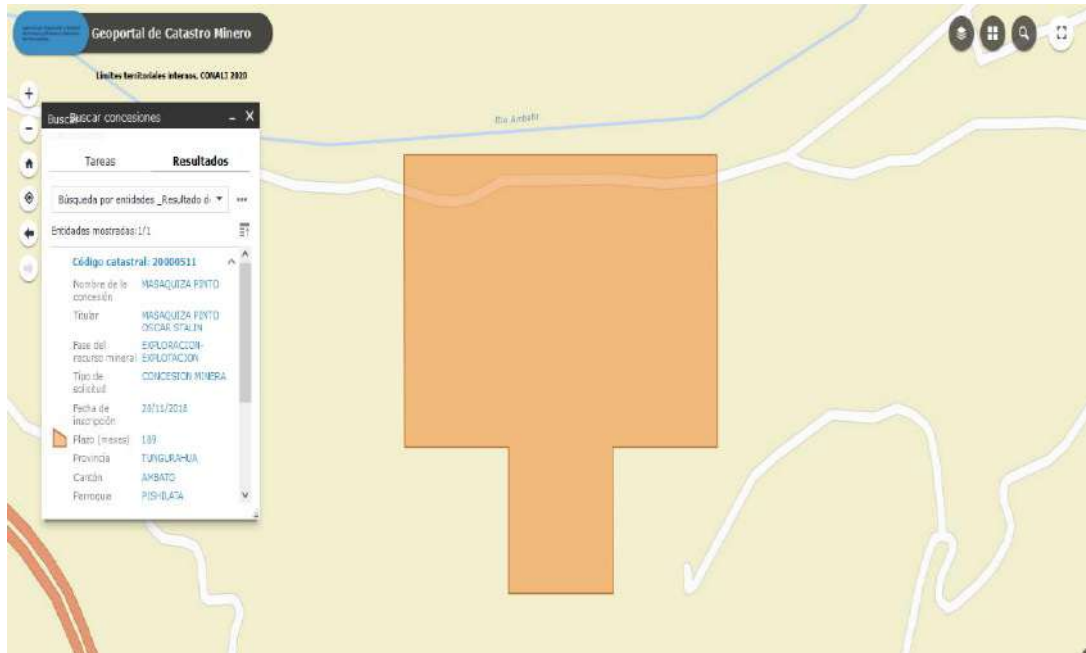 Geoportal de Catastro Minero
Límites territoriales internos, CONALI 2020
Buscar concesiones
Tareas
Resultados
Búsqueda por entidades _Resultado d
Entidades mostradas:1/1
Código catastral: 20000511
Nombre de la concesión
MASAQUIZA PINTO
Titular
MASAQUIZA PINTO
OSCAR STALIN
Fase del
recurso mineral
EXPLORACION-
EXPLOTACION
Tipo de
solicitud
CONCESION MINERA
Fecha de
inscripción
Plazo (meses)
189
Provincia
TUNGURAHUA
Cantón
AMBATO
Parroquia
PISHILATA
Río Ambato